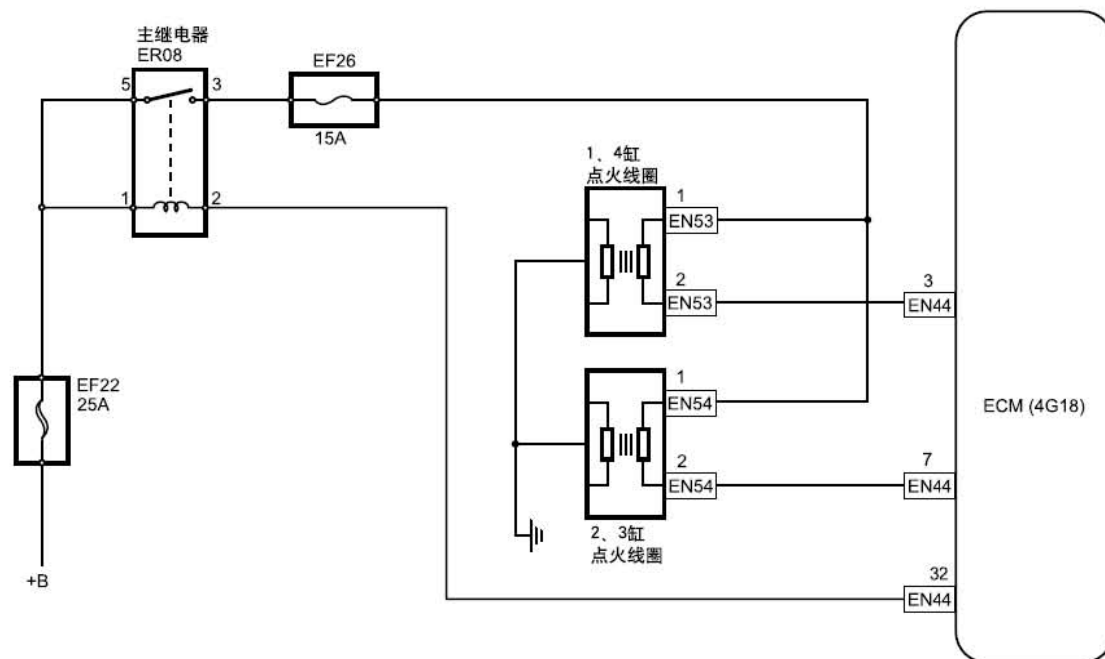 主继电器
ER08
5
3
1
2
EF26
15A
EF22
25A
+B
1、4缸
点火线圈
1
EN53
2
EN53
1
EN54
2
EN54
2、3缸
点火线圈
3
EN44
7
EN44
32
EN44
ECM (4G18)